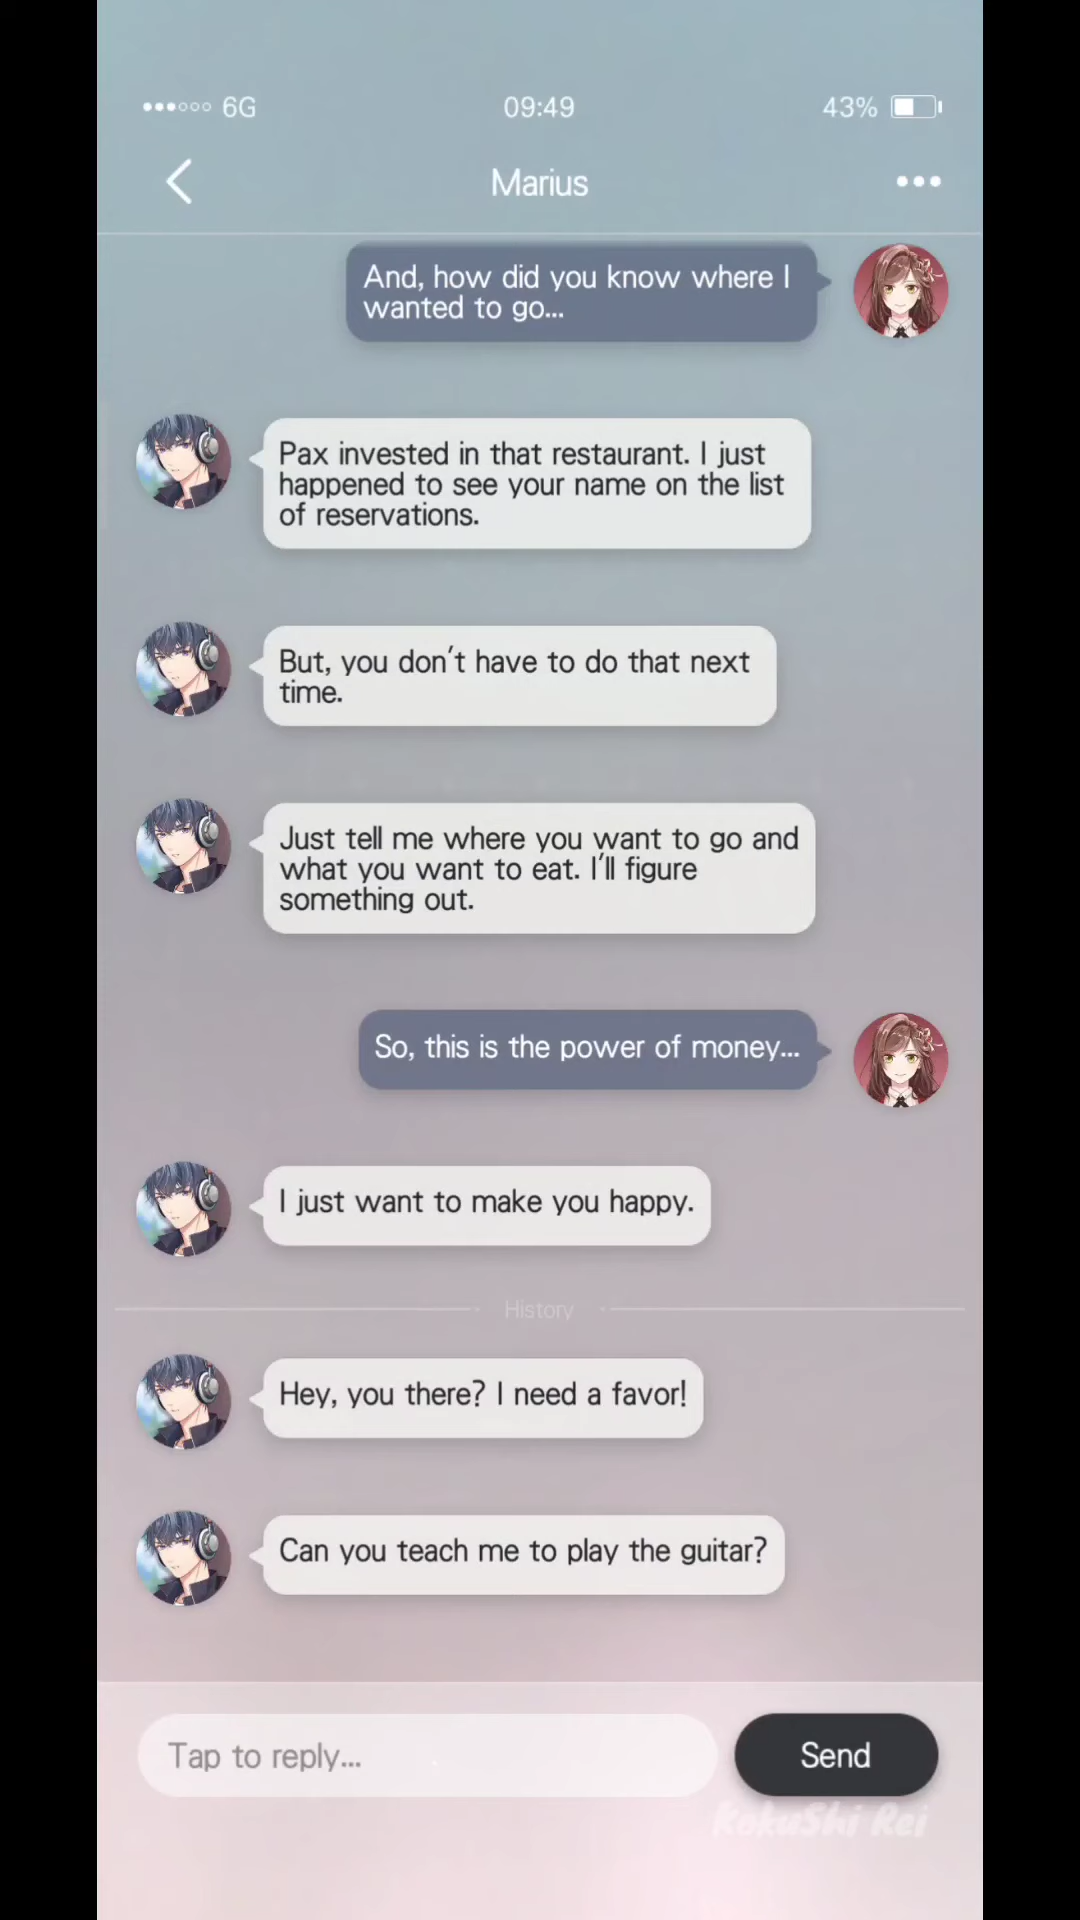 6G 09:49 43%
Marius
And, how did you know where I
wanted to go...
Pax invested in that restaurant. I just
happened to see your name on the list
of reservations.
But, you don't have to do that next
time.
Just tell me where you want to go and
what you want to eat. I'll figure
something out.
So, this is the power of money...
I just want to make you happy.
History
Hey, you there? I need a favor!
Can you teach me to play the guitar?
Tap to reply...
Send
KokuShi Rei